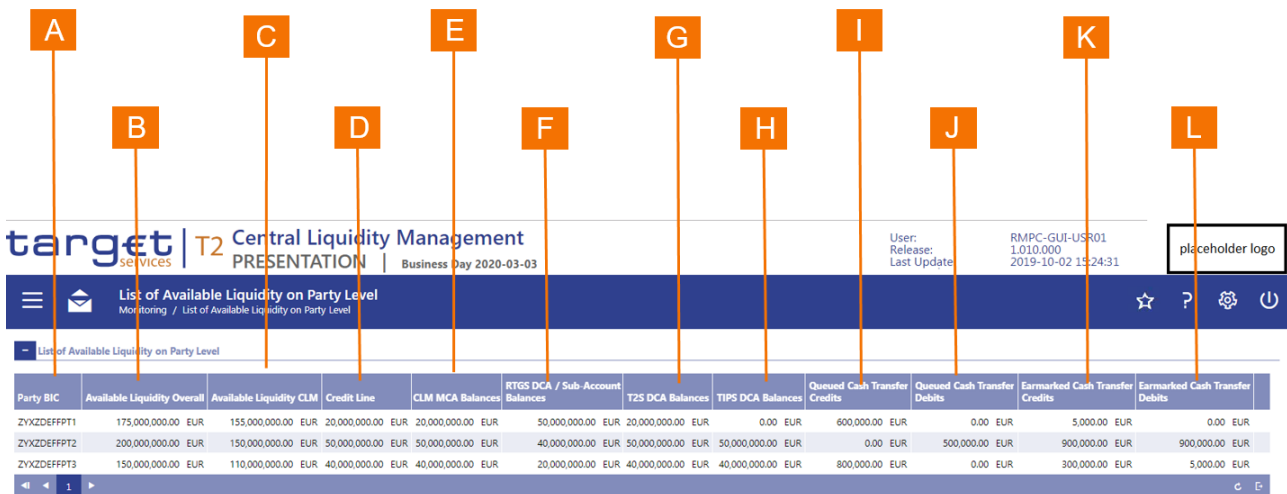 A C E G I K
B D F H J L
target services | T2 Central Liquidity Management
PRESENTATION | Business Day 2020-03-03
User: RMPC-GUI-USR01
Release: 1.010.000
Last Update 2019-10-02 15:24:31
placeholder logo
List of Available Liquidity on Party Level
Monitoring / List of Available Liquidity on Party Level
List of Available Liquidity on Party Level
Party BIC Available Liquidity Overall Available Liquidity CLM Credit Line CLM MCA Balances RTGS DCA / Sub-Account Balances T2S DCA Balances TIPS DCA Balances Queued Cash Transfer Credits Queued Cash Transfer Debits Earmarked Cash Transfer Credits Earmarked Cash Transfer Debits
ZYXZDEFFPT1 175,000,000.00 EUR 155,000,000.00 EUR 20,000,000.00 EUR 20,000,000.00 EUR 50,000,000.00 EUR 20,000,000.00 EUR 0.00 EUR 600,000.00 EUR 0.00 EUR 5,000.00 EUR 0.00 EUR
ZYXZDEFFPT2 200,000,000.00 EUR 150,000,000.00 EUR 50,000,000.00 EUR 50,000,000.00 EUR 40,000,000.00 EUR 50,000,000.00 EUR 50,000,000.00 EUR 0.00 EUR 500,000.00 EUR 900,000.00 EUR 900,000.00 EUR
ZYXZDEFFPT3 150,000,000.00 EUR 110,000,000.00 EUR 40,000,000.00 EUR 40,000,000.00 EUR 20,000,000.00 EUR 40,000,000.00 EUR 40,000,000.00 EUR 800,000.00 EUR 0.00 EUR 300,000.00 EUR 5,000.00 EUR
1